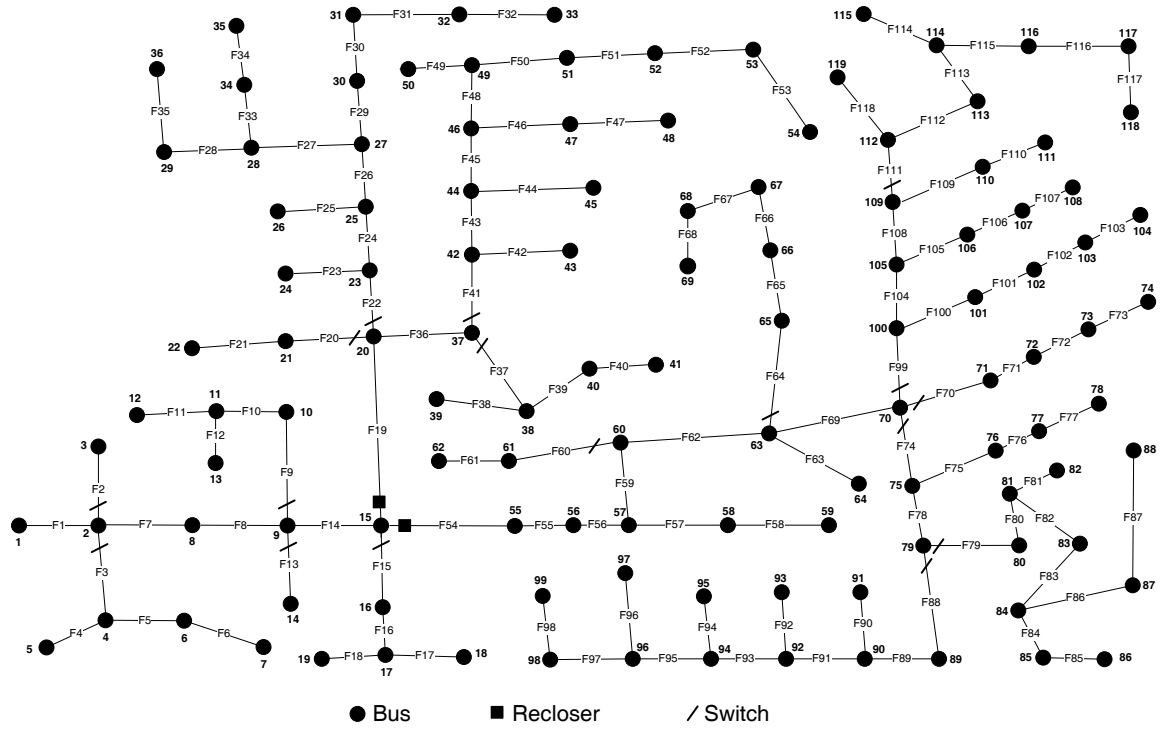 115
31 F31 32 F32 33
35 F114 114 F115 116 F116 117
36 F34 F30 50 F49 49 F50 51 F51 52 F52 53
119 F113 F117
34 30 F48 F53
F35 F33 F29 F118 113
46 F46 47 F47 48 54 F112 118
29 F28 28 F27 27 112 111
F45 F110
F26 F111 F109 110
44 F44 45 67 109 F107
26 F25 25 68 F67 F66 107 108
F24 F43 F68 F108 F105 F106 106 F103 104
42 F42 43 66 105 F102 103
24 F23 23 69 F101 102
F22 F41 F65 F104 101 74
22 F21 21 F20 20 F36 37 65 100 F100 F73
73
F37 F99 72 F72
F39 40 F40 41 F64 71 F71
12 F11 11 F10 10 39 F38 38 70 F70 78
3 F12 F19 60 F62 63 F69 F74 77 F77
13 62 F61 61 F60 76 F76 88
F2 F9 F59 F63 64 75 F75 81 F81 82
1 F1 2 F7 8 F8 9 F14 15 F54 55 F55 56 F56 57 F57 58 F58 59 F78 F80 F82 F87
F3 F13 F15 97 79 F79 80 83
99 95 93 91 F83
14 16 F96 F88 84 F86 87
5 F4 4 F5 6 F6 7 F16 F98 F94 F92 F90 F84
19 F18 17 F17 18 98 F97 96 F95 94 F93 92 F91 90 F89 89 85 F85 86
Bus Recloser Switch